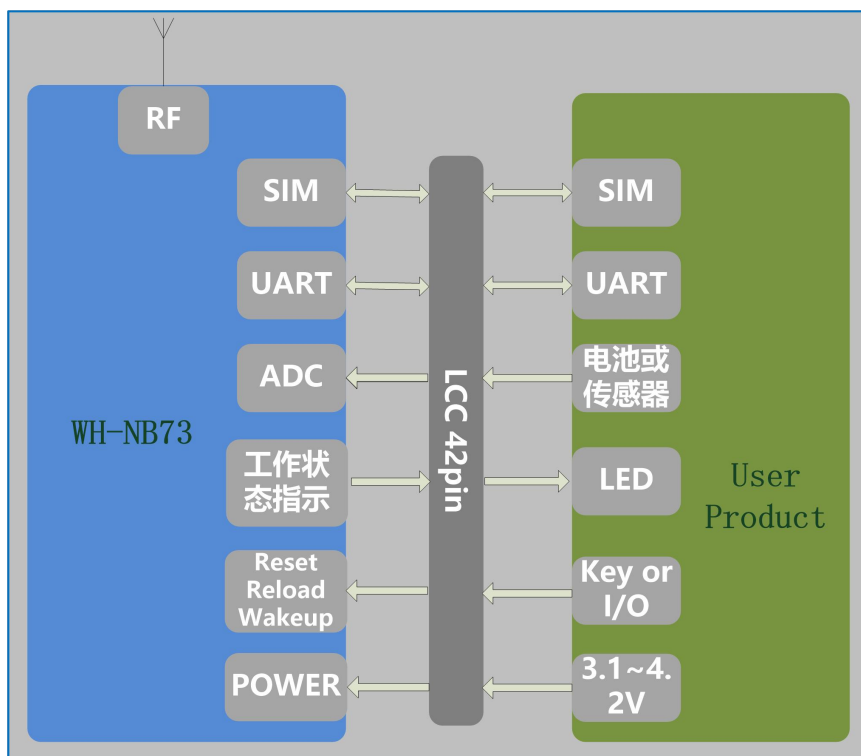 RF
SIM
UART
ADC
WH-NB73
工作状
态指示
Reset
Reload
Wakeup
POWER
LCC 42pin
SIM
UART
电池或
传感器
LED
Key or
I/O
3.1~4.
2V
User
Product